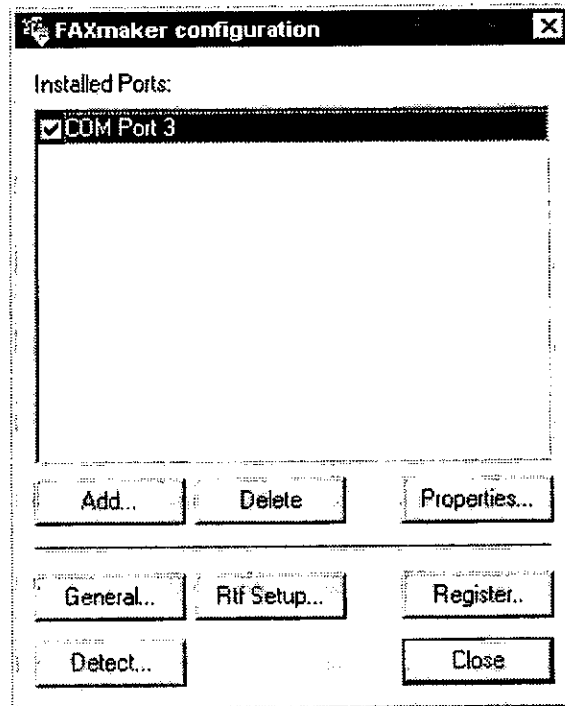 FAXmaker configuration
Installed Ports:
COM Port 3
Add... Delete Properties...
General... Rtf Setup... Register..
Detect... Close